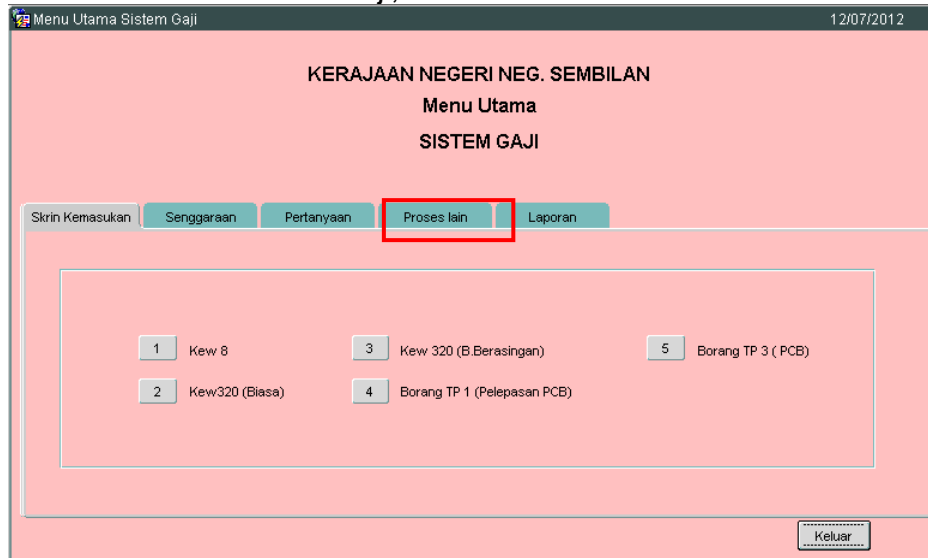 Menu Utama Sistem Gaji 12/07/2012
KERAJAAN NEGERI NEG. SEMBILAN
Menu Utama
SISTEM GAJI
Skrin Kemasukan Senggaraan Pertanyaan Proses lain Laporan
1 Kew 8 3 Kew 320 (B.Berasingan) 5 Borang TP 3 ( PCB)
2 Kew320 (Biasa) 4 Borang TP 1 (Pelepasan PCB)
Keluar